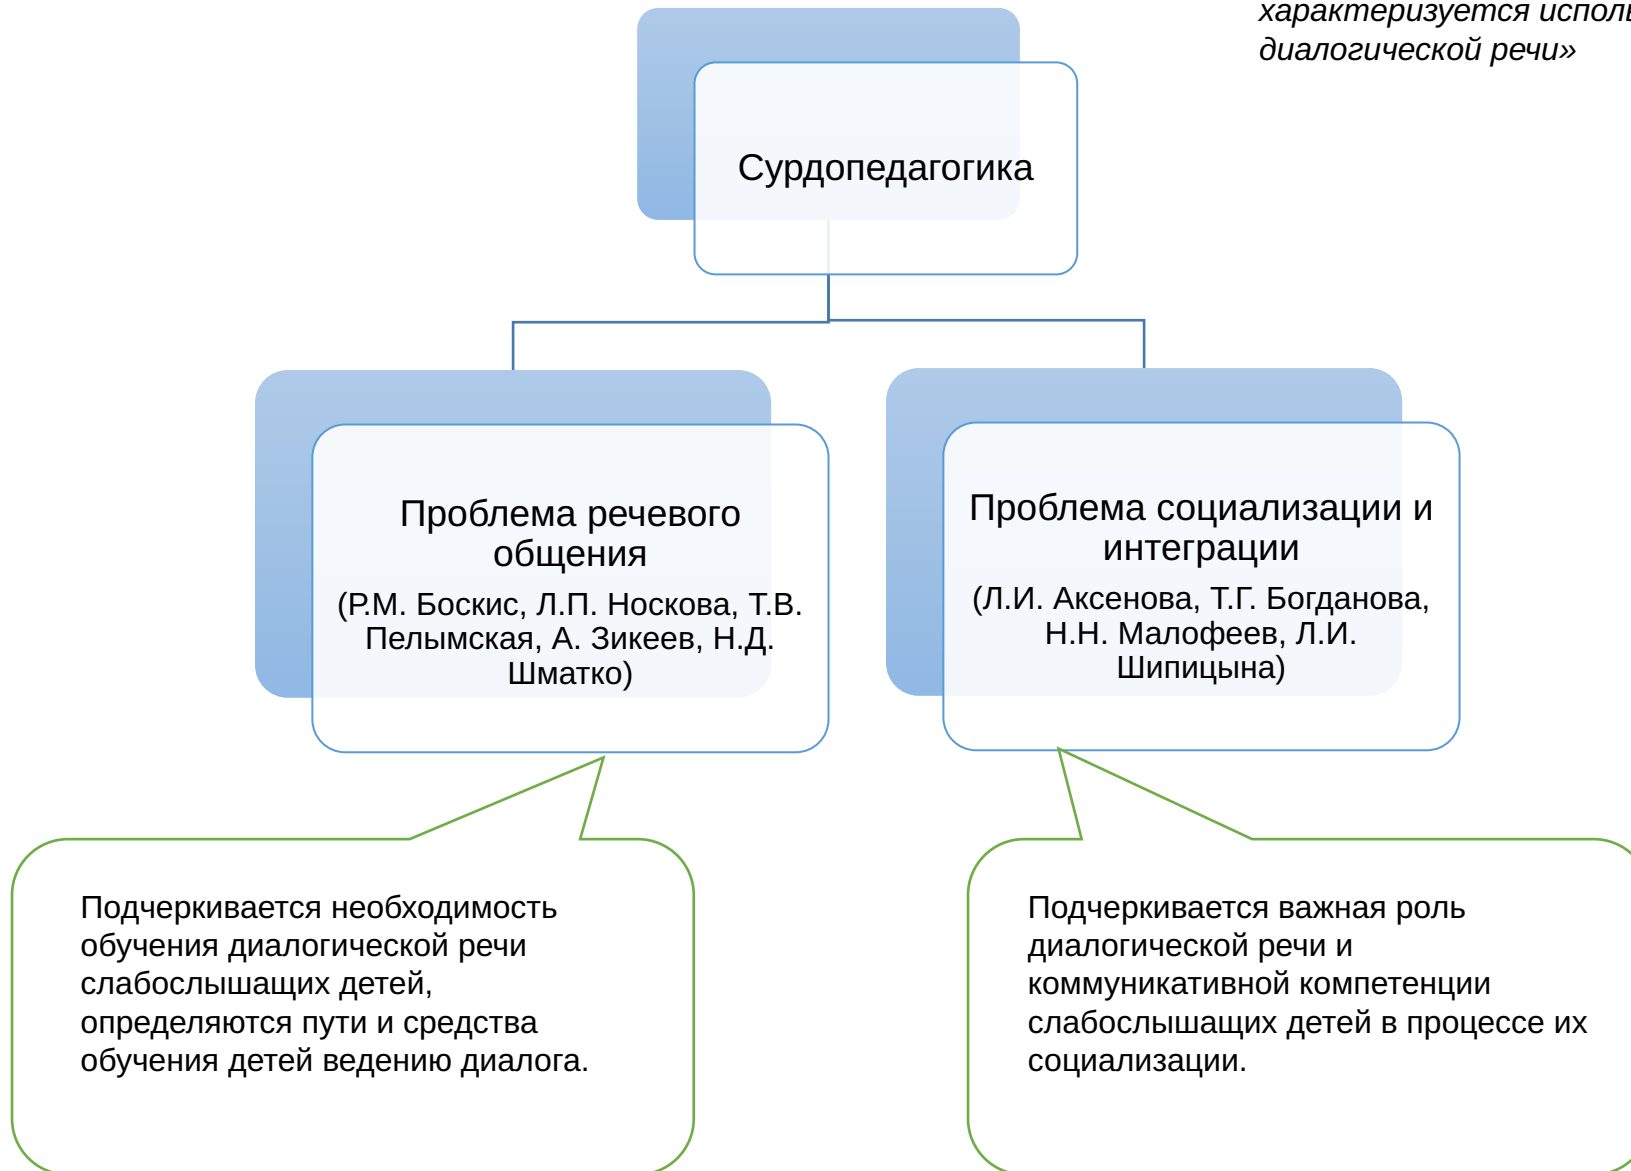 характеризуется
диалогической речи»
Сурдопедагогика
Проблема речевого
общения
(Р.М. Боскис, Л.П. Носкова, Т.В.
Пелымская, А. Зикеев, Н.Д.
Шматко)
Проблема социализации и
интеграции
(Л.И. Аксенова, Т.Г. Богданова,
Н.Н. Малофеев, Л.И.
Шипицына)
Подчеркивается необходимость
обучения диалогической речи
слабослышащих детей,
определяются пути и средства
обучения детей ведению диалога.
Подчеркивается важная роль
диалогической речи и
коммуникативной компетенции
слабослышащих детей в процессе их
социализации.